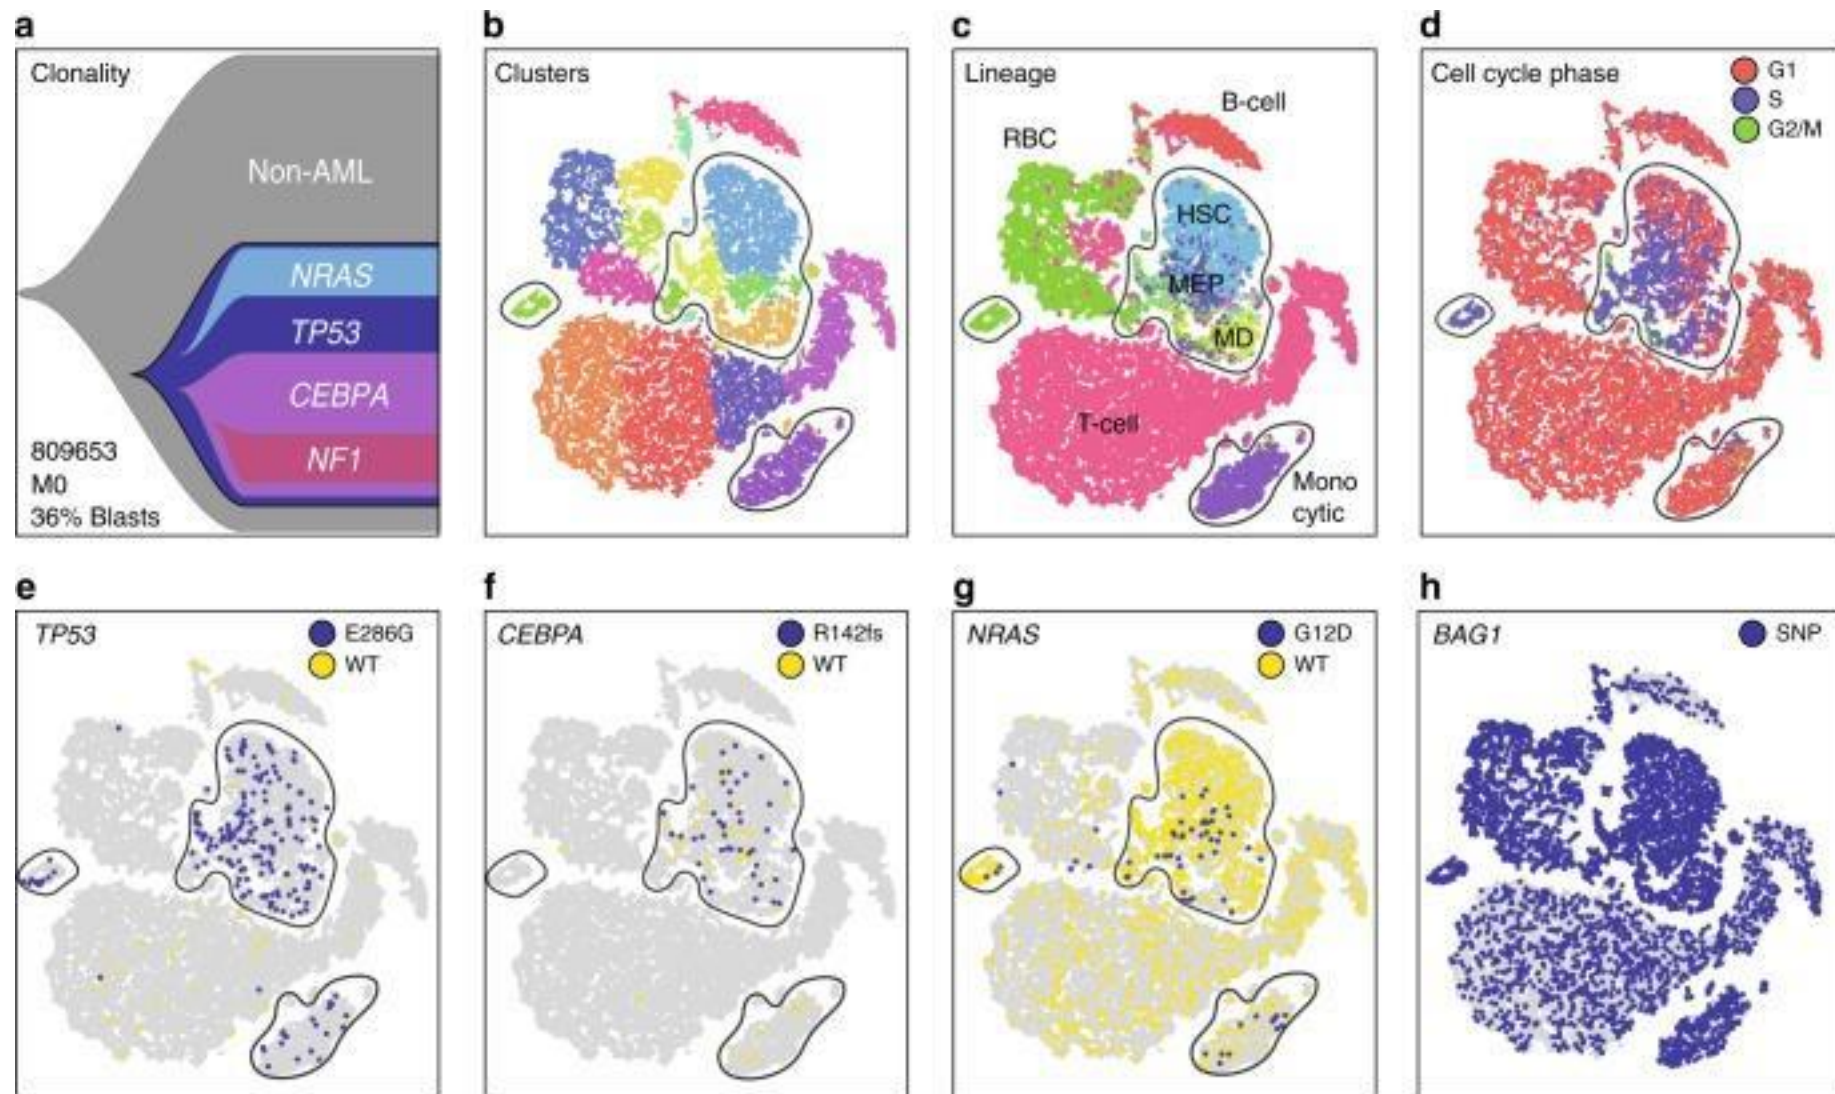 a
Clonality
Non-AML
NRAS
TP53
CEBPA
NF1
809653
M0
36% Blasts
b
Clusters
c
Lineage
B-cell
RBC
HSC
MEP
MD
T-cell
Mono
cytic
d
Cell cycle phase
G1
S
G2/M
e
TP53
E286G
WT
f
CEBPA
R142fs
WT
g
NRAS
G12D
WT
h
BAG1
SNP